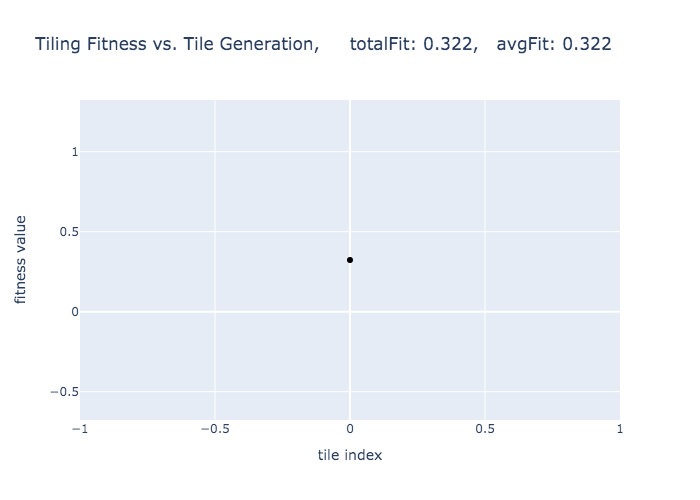 Tiling Fitness vs. Tile Generation,     totalFit: 0.322,   avgFit: 0.322
1
0.5
0
−0.5
fitness value
−1 −0.5 0 0.5 1
tile index